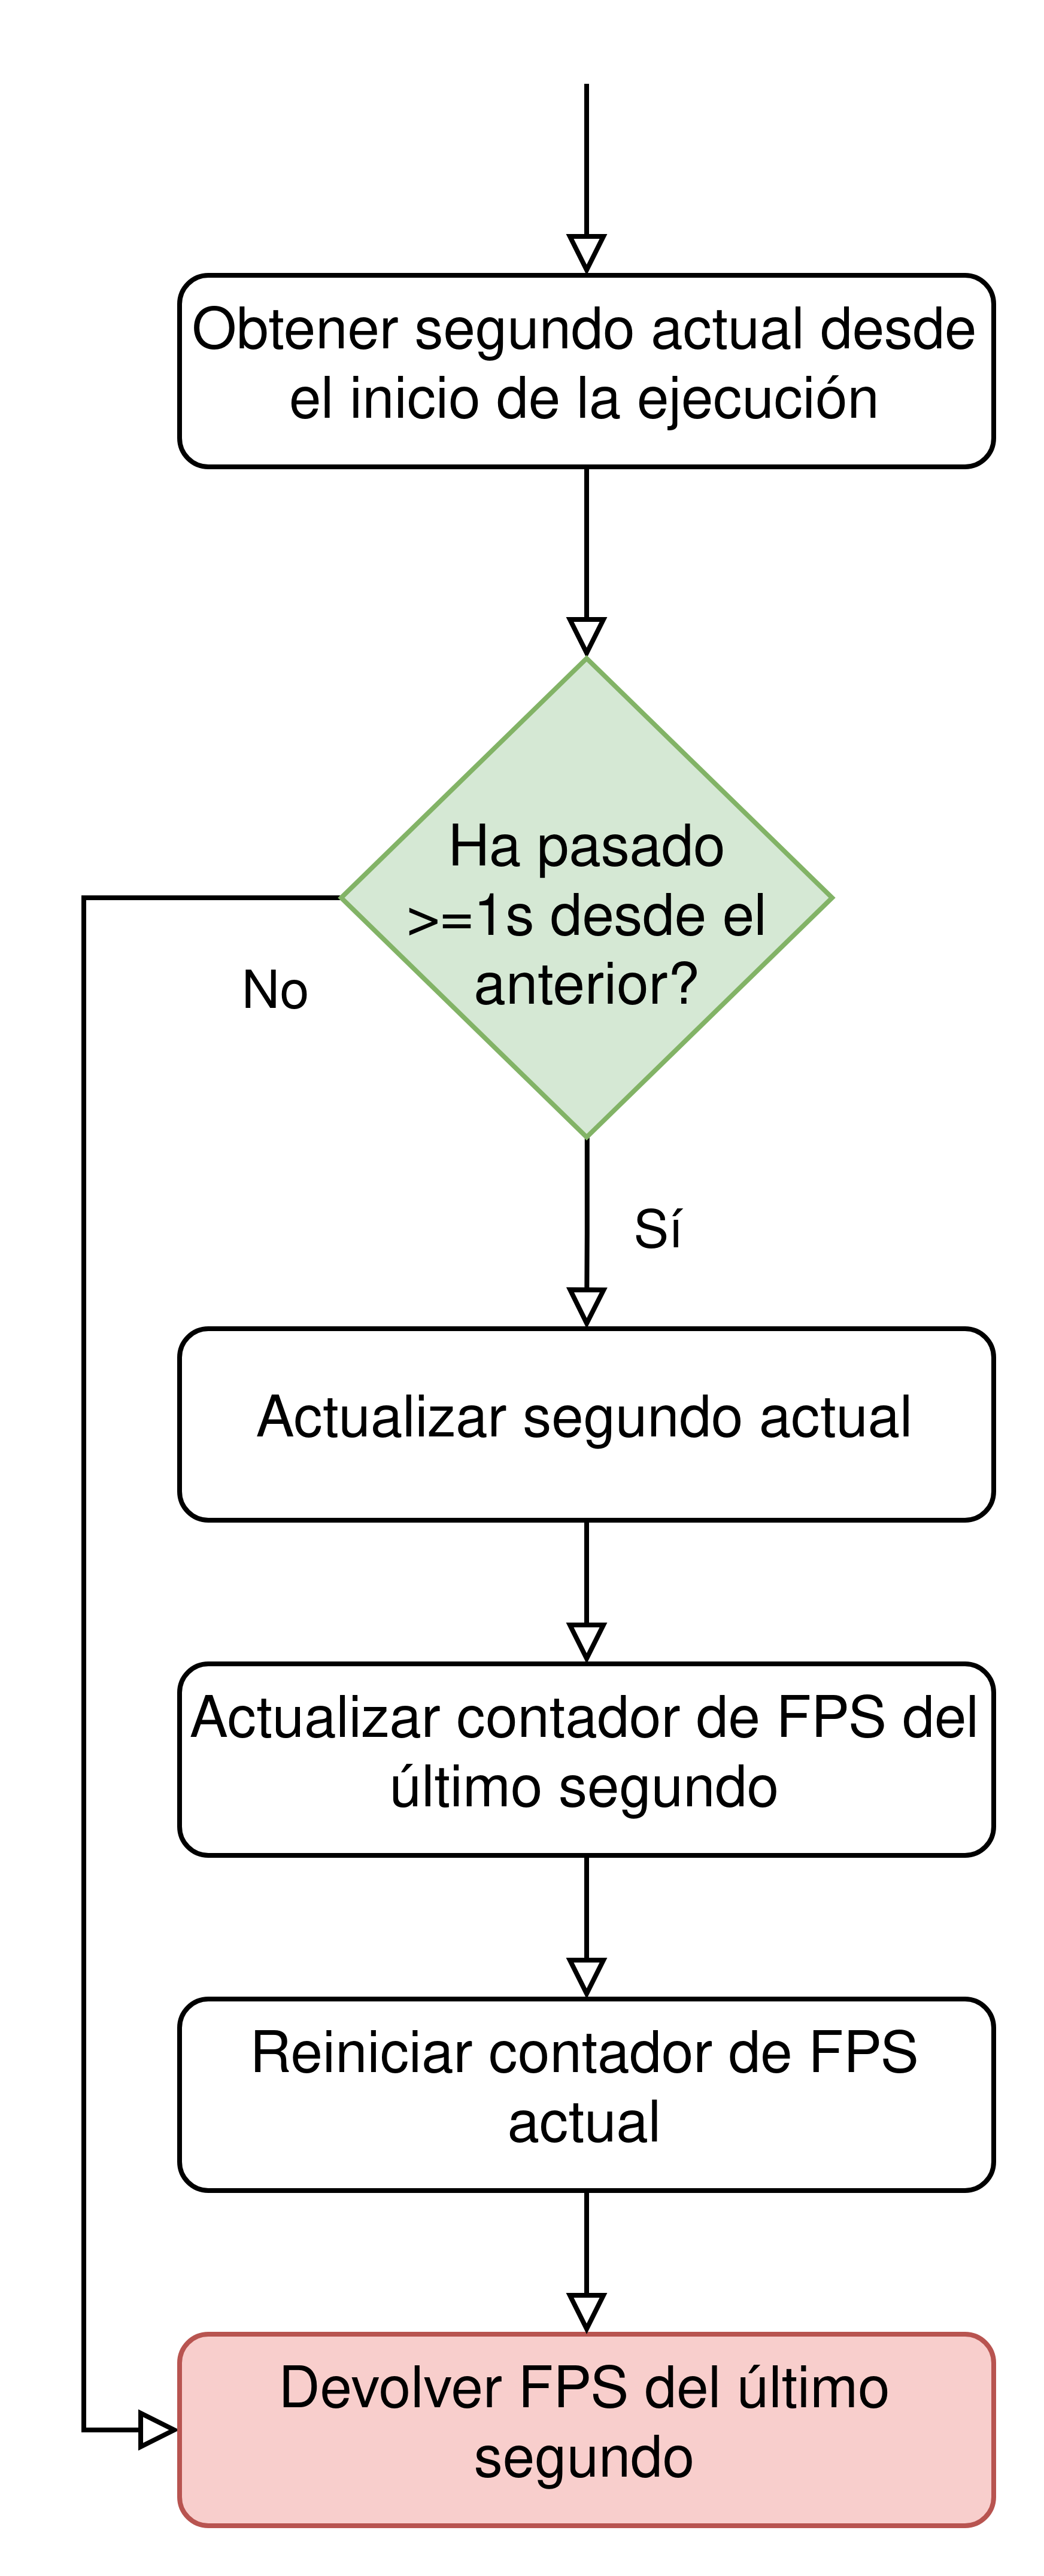 Obtener segundo actual desde
el inicio de la ejecución
Ha pasado
>=1s desde el
anterior?
No
Sí
Actualizar segundo actual
Actualizar contador de FPS del
último segundo
Reiniciar contador de FPS
actual
Devolver FPS del último
segundo